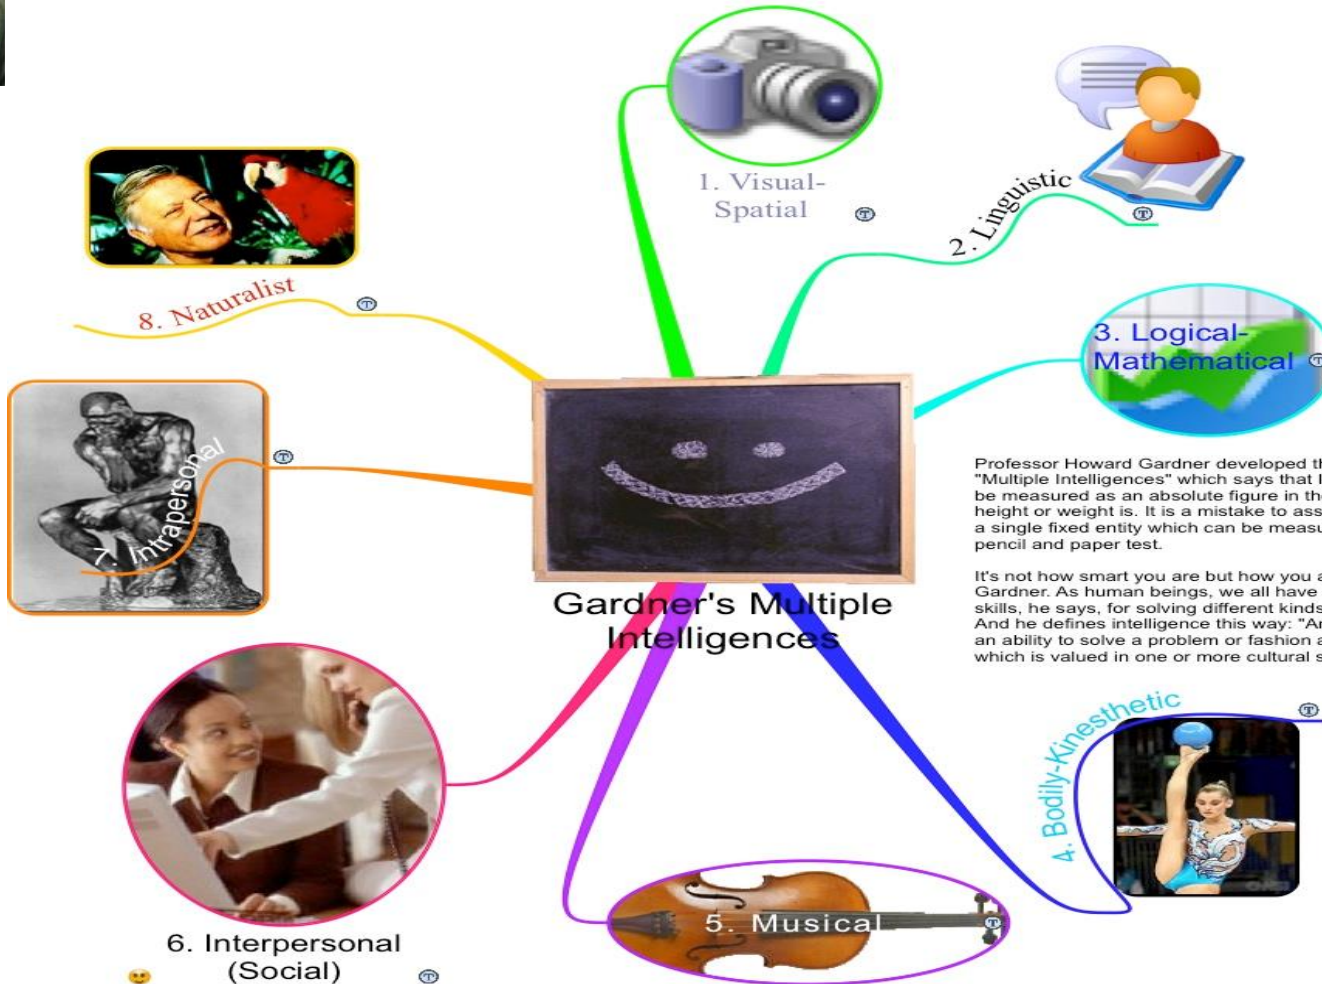 1. Visual-
Spatial
2. Linguistic
3. Logical-
Mathematical
Professor Howard Gardner developed
"Multiple Intelligences" which says that
be measured as an absolute figure in
height or weight is. It is a mistake to
a single fixed entity which can be
pencil and paper test.
It's not how smart you are but how you
Gardner. As human beings, we all have
skills, he says, for solving different kinds
And he defines intelligence this way:
an ability to solve a problem or fashion
which is valued in one or more cultural
4. Bodily-Kinesthetic
5. Musical
6. Interpersonal
(Social)
7. Intrapersonal
8. Naturalist
Gardner's Multiple
Intelligences